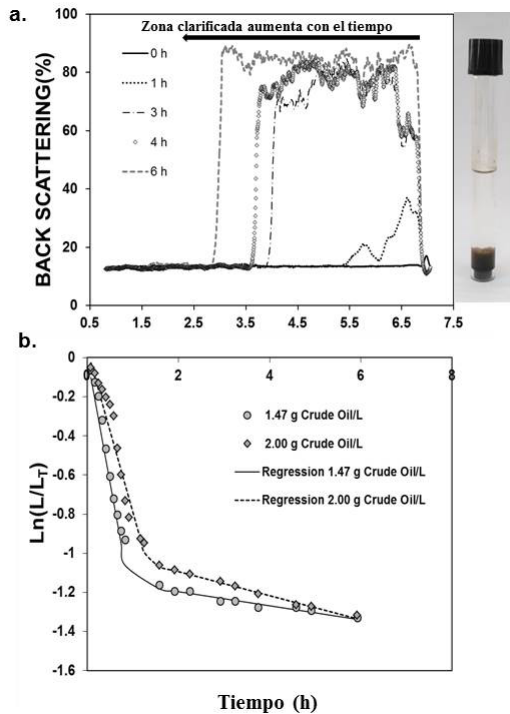 a.
Zona clarificada aumenta con el tiempo
BACK SCATTERING(%)
100
80
60
40
20
0
0 h
1 h
3 h
4 h
6 h
0.5 1.5 2.5 3.5 4.5 5.5 6.5 7.5
b.
Ln(L/LT)
0
-0.2
-0.4
-0.6
-0.8
-1
-1.2
-1.4
-1.6
0 2 4 6 8
1.47 g Crude Oil/L
2.00 g Crude Oil/L
Regression 1.47 g Crude Oil/L
Regression 2.00 g Crude Oil/L
Tiempo (h)